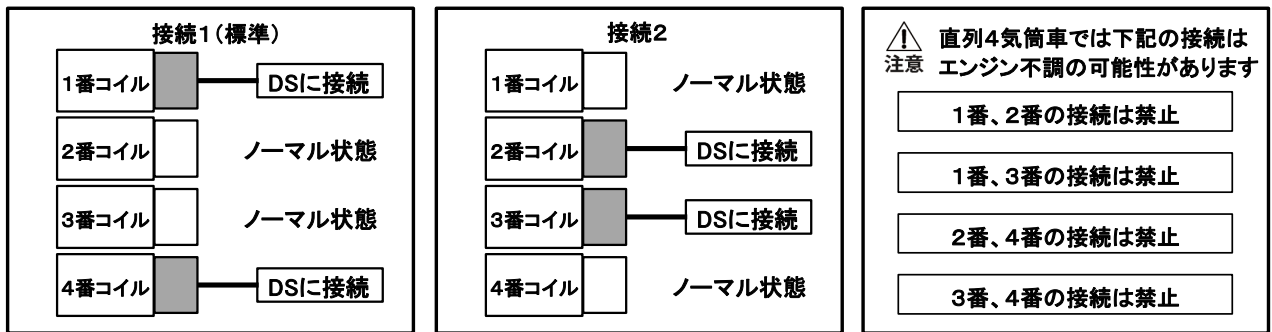 接続1(標準)
1番コイル
DSに接続
2番コイル
ノーマル状態
3番コイル
ノーマル状態
4番コイル
DSに接続
接続2
1番コイル
ノーマル状態
2番コイル
DSに接続
3番コイル
DSに接続
4番コイル
ノーマル状態
注意
直列4気筒車では下記の接続は
エンジン不調の可能性があります
1番、2番の接続は禁止
1番、3番の接続は禁止
2番、4番の接続は禁止
3番、4番の接続は禁止